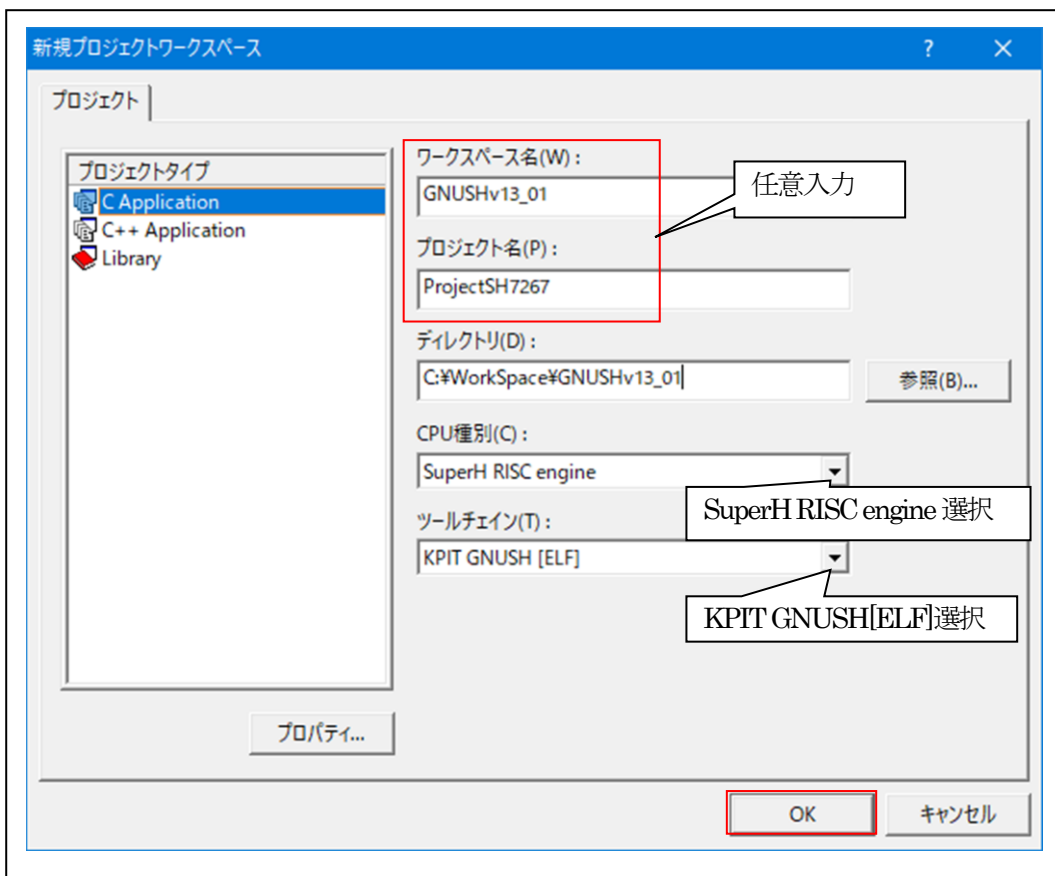 新規プロジェクトワークスペース
プロジェクト
プロジェクトタイプ
C Application
C++ Application
Library
ワークスペース名(W):
GNUSHv13_01
任意入力
プロジェクト名(P):
ProjectSH7267
ディレクトリ(D):
C:¥WorkSpace¥GNUSHv13_01
参照(B)...
CPU種別(C):
SuperH RISC engine
SuperH RISC engine 選択
ツールチェイン(T):
KPIT GNUSH [ELF]
KPIT GNUSH[ELF]選択
プロパティ...
OK
キャンセル